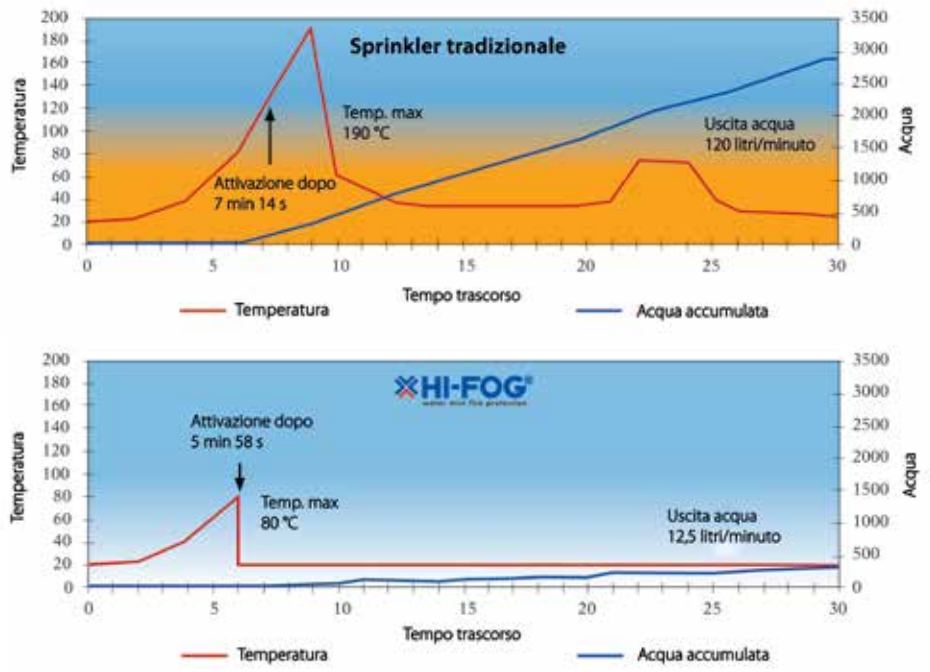 Sprinkler tradizionale
200
180
160
140
120
100
80
60
40
20
0
Temperatura
3500
3000
2500
2000
1500
1000
500
0
Acqua
Temp. max
190 °C
Attivazione dopo
7 min 14 s
Uscita acqua
120 litri/minuto
0 5 10 15 20 25 30
Tempo trascorso
Temperatura Acqua accumulata
HI-FOG®
water mist fire protection
200
180
160
140
120
100
80
60
40
20
0
Temperatura
3500
3000
2500
2000
1500
1000
500
0
Acqua
Attivazione dopo
5 min 58 s
Temp. max
80 °C
Uscita acqua
12,5 litri/minuto
0 5 10 15 20 25 30
Tempo trascorso
Temperatura Acqua accumulata